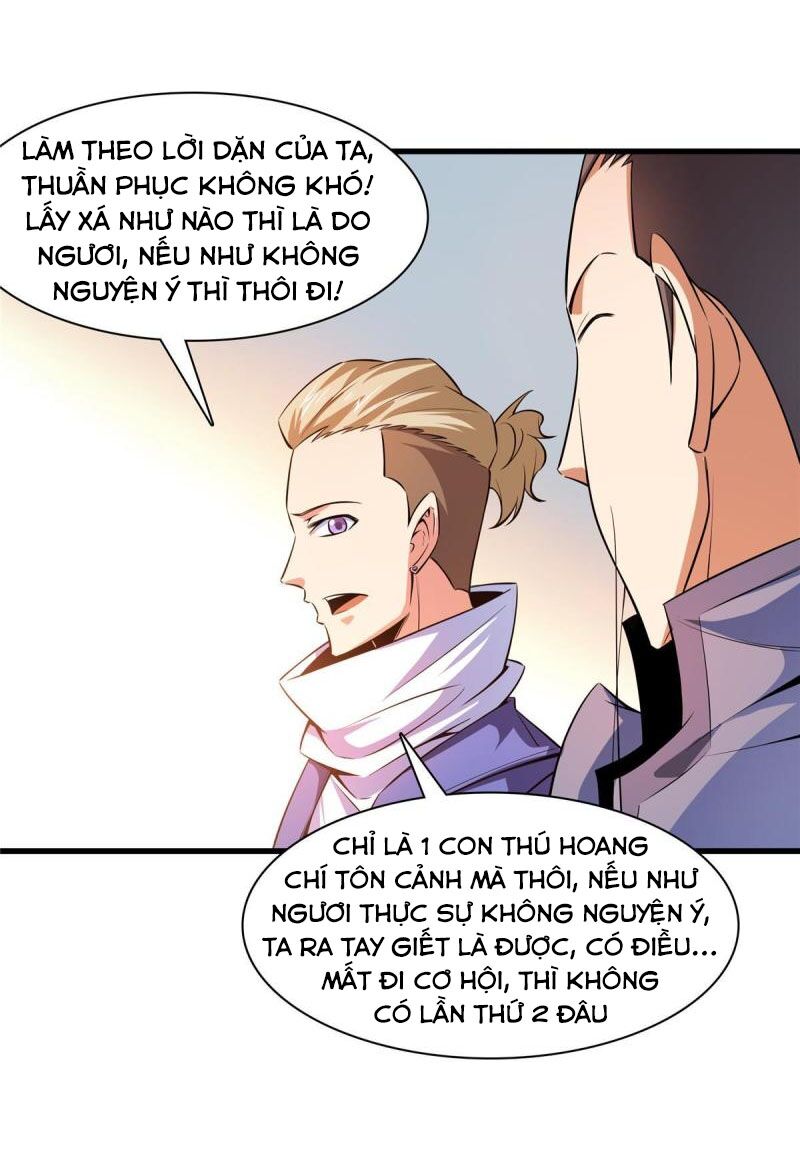 LÀM THEO LỜI DẶN CỦA TA,
THUẦN PHỤC KHÔNG KHÓ!
LẤY XÁ NHƯ NÀO THÌ LÀ DO
NGƯƠI, NẾU NHƯ KHÔNG
NGUYỆN Ý THÌ THÔI ĐI!
CHỈ LÀ 1 CON THÚ HOANG
CHÍ TÔN CẢNH MÀ THÔI, NẾU NHƯ
NGƯƠI THỰC SỰ KHÔNG NGUYỆN Ý,
TA RA TAY GIẾT LÀ ĐƯỢC, CÓ ĐIỀU...
MẤT ĐI CƠ HỘI, THÌ KHÔNG
CÓ LẦN THỨ 2 ĐÂU